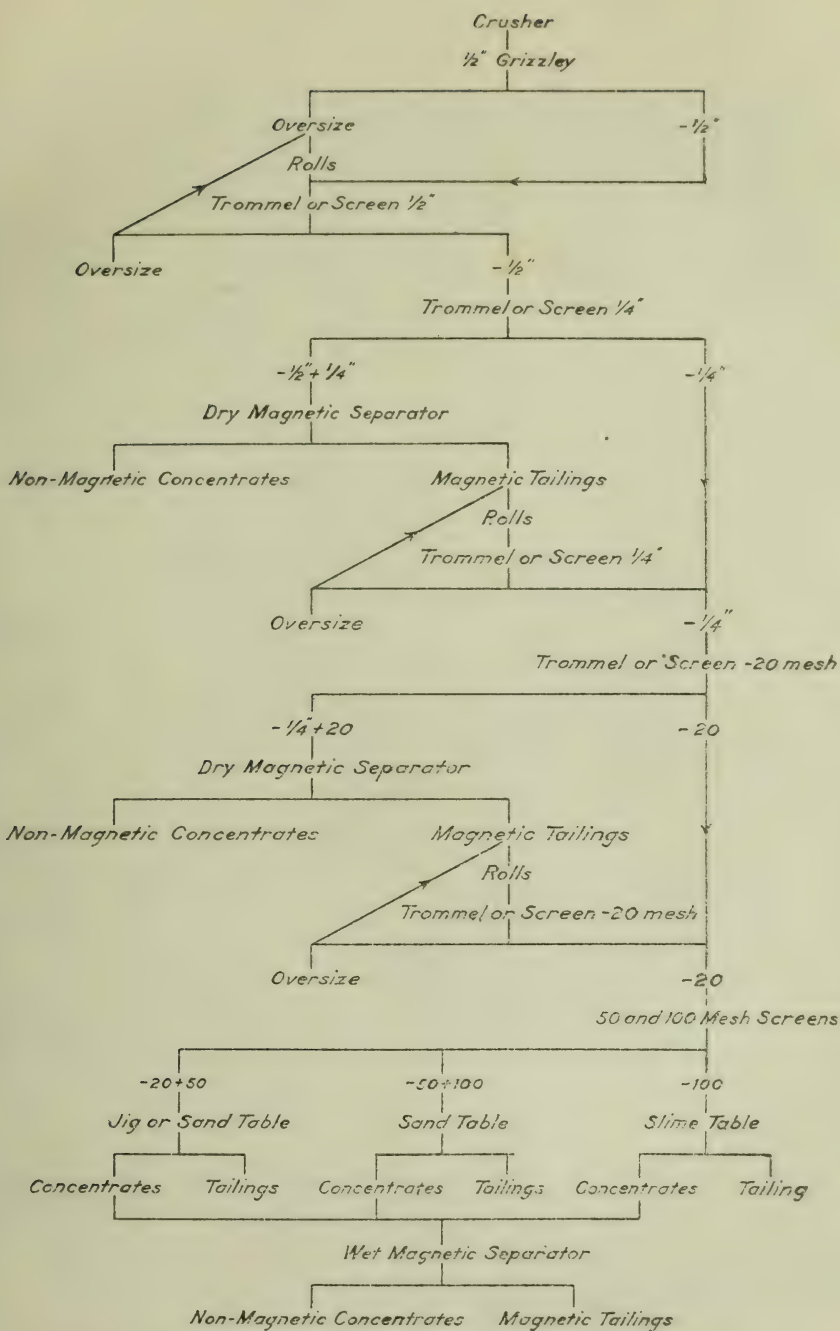 Crusher
½" Grizzley
Oversize -½"
Rolls
Trommel or Screen ½"
Oversize -½"
Trommel or Screen ¼"
-½"+¼" -¼"
Dry Magnetic Separator
Non-Magnetic Concentrates Magnetic Tailings
Rolls
Trommel or Screen ¼"
Oversize -¼"
Trommel or Screen -20 mesh
-¼"+20 -20
Dry Magnetic Separator
Non-Magnetic Concentrates Magnetic Tailings
Rolls
Trommel or Screen -20 mesh
Oversize -20
50 and 100 Mesh Screens
-20+50 -50+100 -100
Jig or Sand Table Sand Table Slime Table
Concentrates Tailings Concentrates Tailings Concentrates Tailing
Wet Magnetic Separator
Non-Magnetic Concentrates Magnetic Tailings